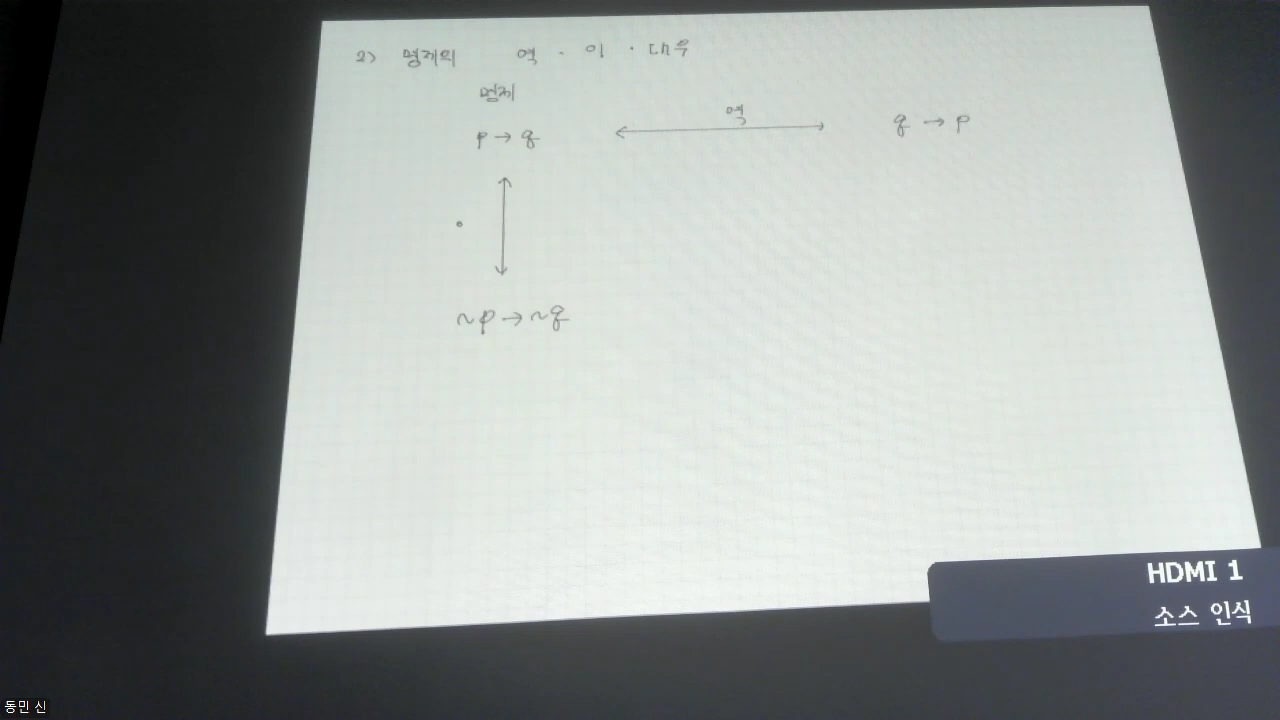 2) 명제의 역 · 이 · 대우
명제
역
p → q q → p
~p → ~q
HDMI 1
소스 인식
동민 신